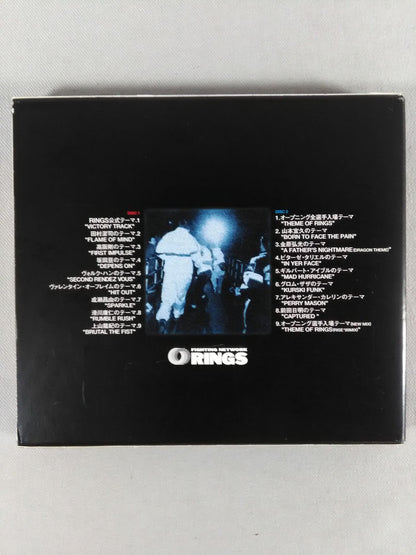 DISC 1
RINGS公式テーマ.1
"VICTORY TRACK"
田村潔司のテーマ.2
"FLAME OF MIND"
高阪剛のテーマ.3
"FIRST IMPULSE"
坂田亘のテーマ.4
"DEPENS ON"
ヴォルク・ハンのテーマ.5
"SECOND RENDEZ VOUS"
ヴァレンタイン・オーフレイムのテーマ.6
"HIT OUT"
成瀬昌由のテーマ.7
"SPARKLE"
滑川康仁のテーマ.8
"RUMBLE RUSH"
上山龍紀のテーマ.9
"BRUTAL THE FIST"
DISC 2
1.オープニング全選手入場テーマ
"THEME OF RINGS"
2.山本宜久のテーマ
"BORN TO FACE THE PAIN"
3.金原弘光のテーマ
"A FATHER'S NIGHTMARE(DRAGON THEME)
4.ビターゼ・タリエルのテーマ
"IN YER FACE"
5.ギルバート・アイブルのテーマ
"MAD HURRICANE"
6.グロム・ザザのテーマ
"KURSKI FUNK"
7.アレキサンダー・カレリンのテーマ
"PERRY MASON"
8.前田日明のテーマ
"CAPTURED "
9.オープニング選手入場テーマ(NEW MIX)
"THEME OF RINGS
FIGHTING NETWORK
RINGS